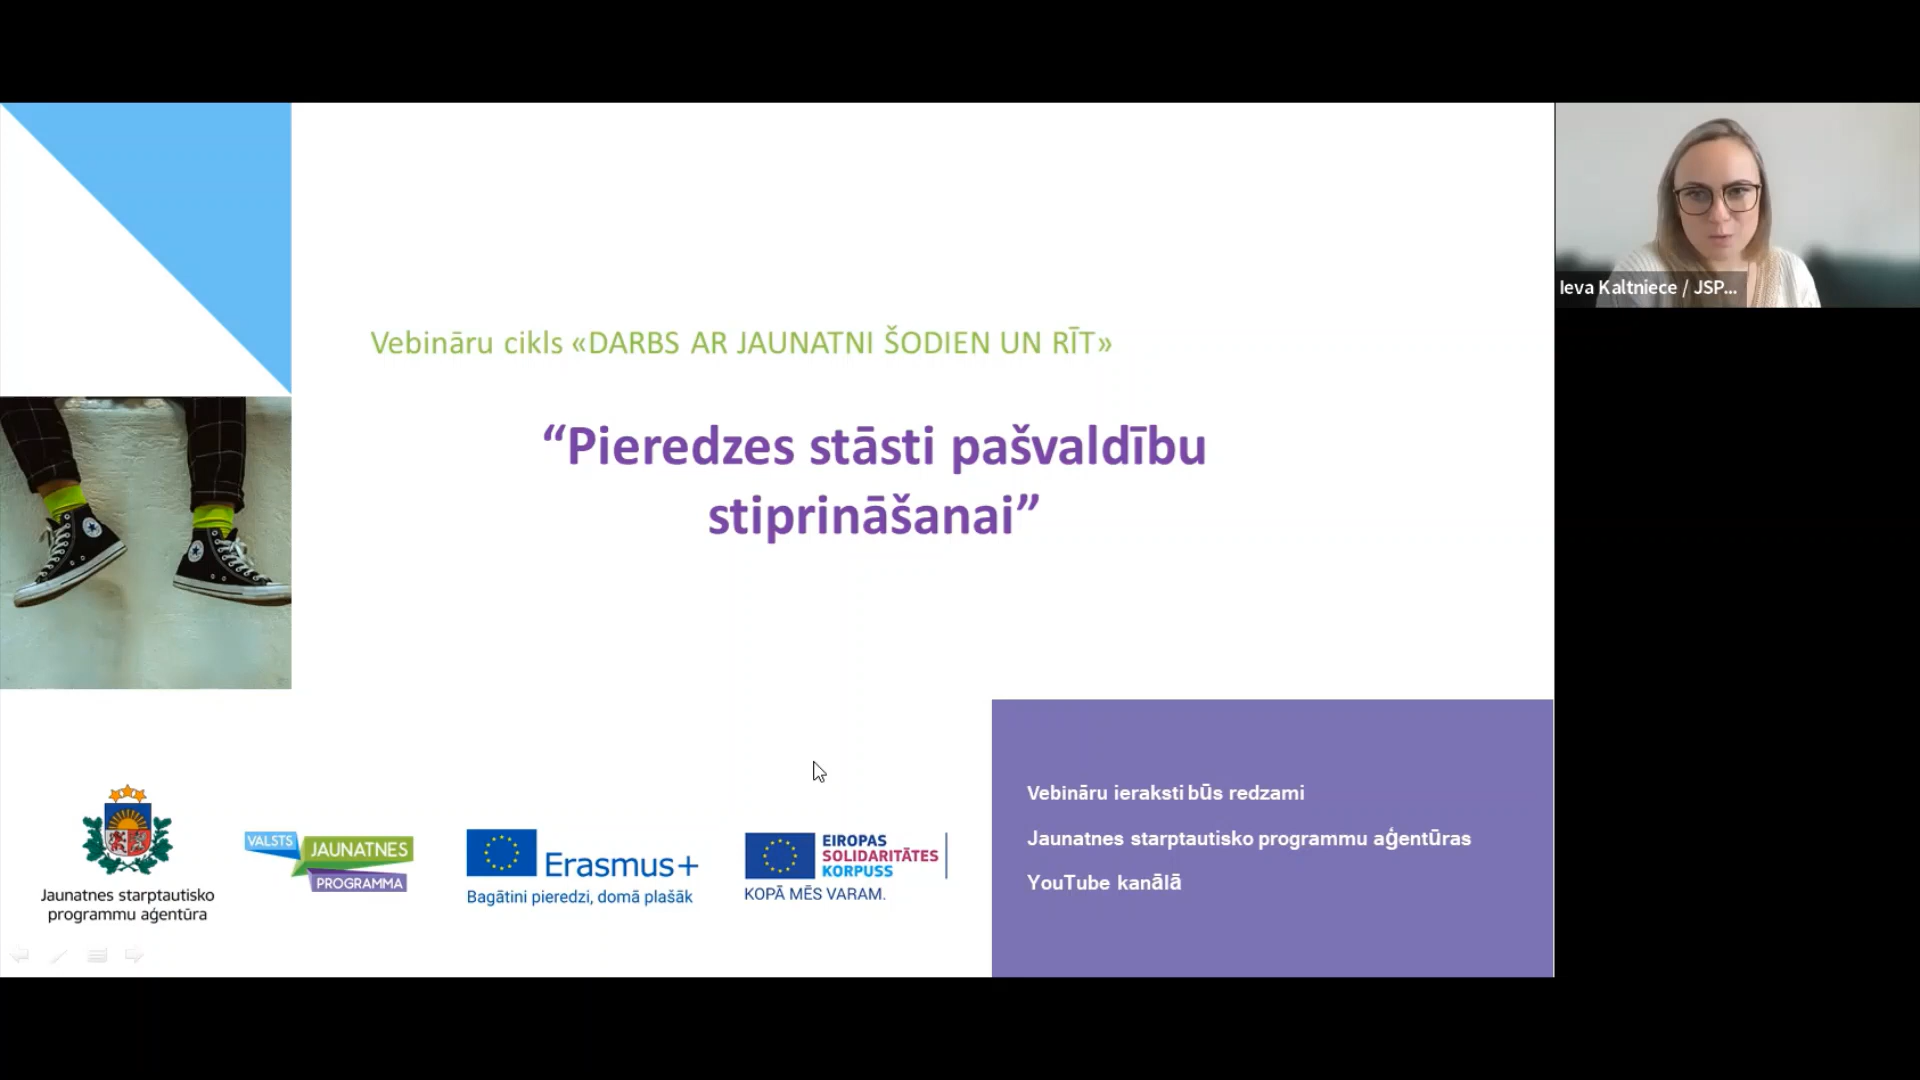 Vebināru cikls «DARBS AR JAUNATNI ŠODIEN UN RĪT»
“Pieredzes stāsti pašvaldību
stiprināšanai”
Ieva Kaltniece / JSP...
Jaunatnes starptautisko
programmu aģentūra
VALSTS
JAUNATNES
PROGRAMMA
Erasmus+
Bagātini pieredzi, domā plašāk
EIROPAS
SOLIDARITĀTES
KORPUSS
KOPĀ MĒS VARAM.
Vebināru ieraksti būs redzami
Jaunatnes starptautisko programmu aģentūras
YouTube kanālā